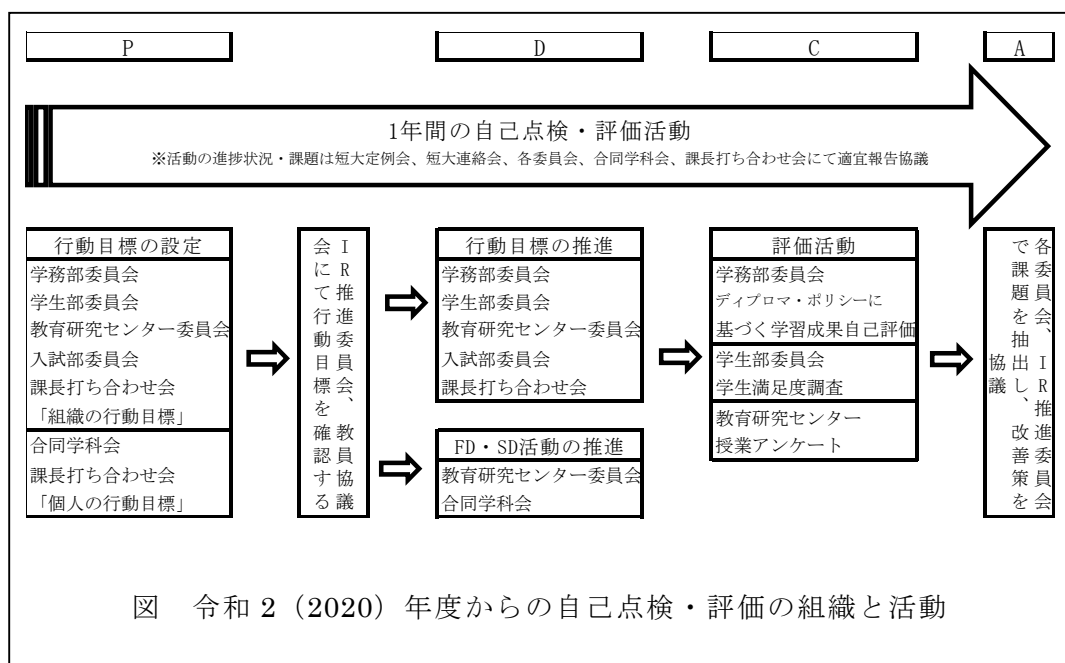 P
D
C
A
1年間の自己点検・評価活動
※活動の進捗状況・課題は短大定例会、短大連絡会、各委員会、合同学科会、課長打ち合わせ会にて適宜報告協議
行動目標の設定
学務部委員会
学生部委員会
教育研究センター委員会
入試部委員会
課長打ち合わせ会
「組織の行動目標」
合同学科会
課長打ち合わせ会
「個人の行動目標」
IR推進委員会、教員協議
会にて行動目標を確認する
行動目標の推進
学務部委員会
学生部委員会
教育研究センター委員会
入試部委員会
課長打ち合わせ会
FD・SD活動の推進
教育研究センター委員会
合同学科会
評価活動
学務部委員会
ディプロマ・ポリシーに
基づく学習成果自己評価
学生部委員会
学生満足度調査
教育研究センター
授業アンケート
各委員会、IR推進委員会
で課題を抽出し、改善策を
協議
図 令和 2（2020）年度からの自己点検・評価の組織と活動